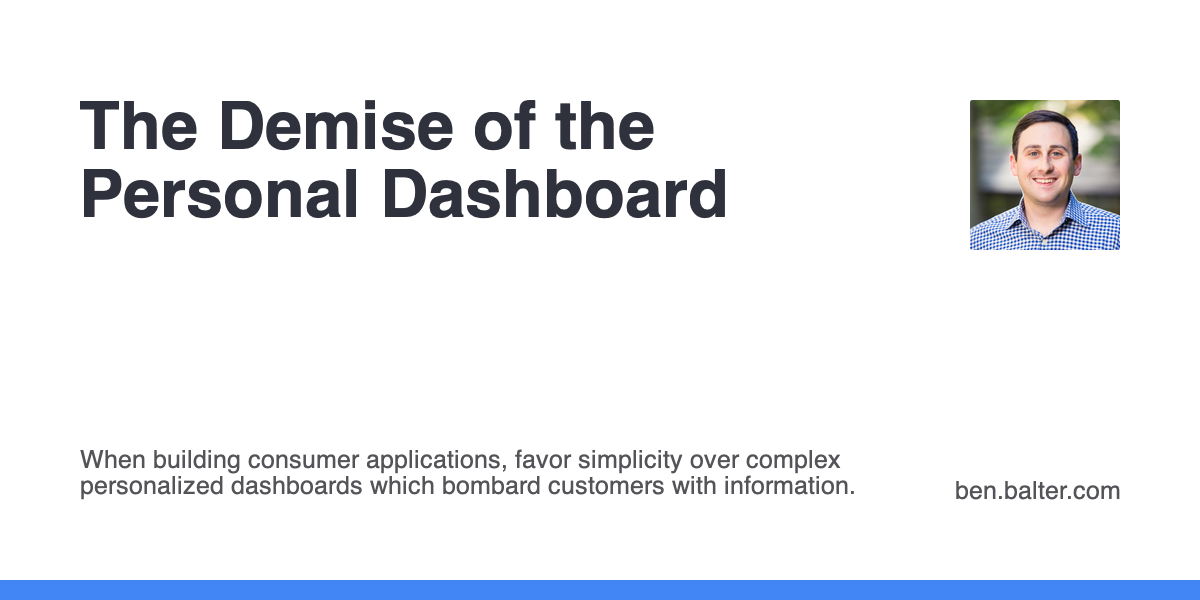 The Demise of the
Personal Dashboard
When building consumer applications, favor simplicity over complex
personalized dashboards which bombard customers with information.
ben.balter.com